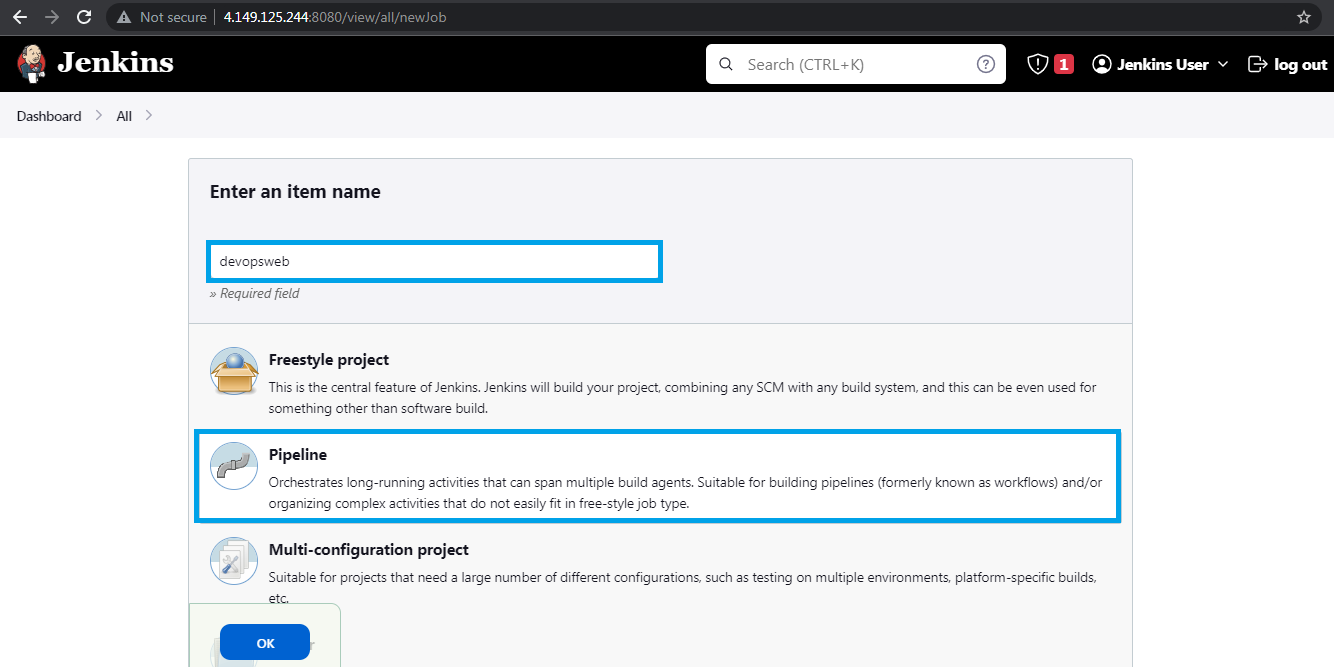 Not secure 4.149.125.244:8080/view/all/newJob
Jenkins
Search (CTRL+K)
?
1
Jenkins User
log out
Dashboard
All
Enter an item name
devopsweb
» Required field
Freestyle project
This is the central feature of Jenkins. Jenkins will build your project, combining any SCM with any build system, and this can be even used for
something other than software build.
Pipeline
Orchestrates long-running activities that can span multiple build agents. Suitable for building pipelines (formerly known as workflows) and/or
organizing complex activities that do not easily fit in free-style job type.
Multi-configuration project
Suitable for projects that need a large number of different configurations, such as testing on multiple environments, platform-specific builds,
etc.
OK